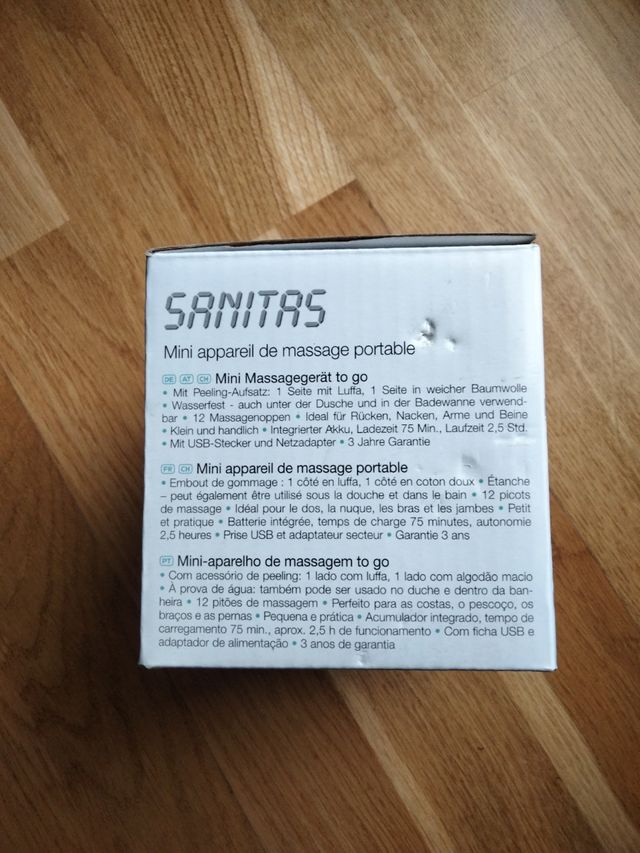 SANITAS
Mini appareil de massage portable
DE AT CH Mini Massagegerät to go
• Mit Peeling-Aufsatz: 1 Seite mit Luffa, 1 Seite in weicher Baumwolle
• Wasserfest - auch unter der Dusche und in der Badewanne verwend-
bar • 12 Massagenoppen • Ideal für Rücken, Nacken, Arme und Beine
• Klein und handlich • Integrierter Akku, Ladezeit 75 Min., Laufzeit 2,5 Std.
• Mit USB-Stecker und Netzadapter • 3 Jahre Garantie
FR CH Mini appareil de massage portable
• Embout de gommage : 1 côté en luffa, 1 côté en coton doux • Étanche
– peut également être utilisé sous la douche et dans le bain • 12 picots
de massage • Idéal pour le dos, la nuque, les bras et les jambes • Petit
et pratique • Batterie intégrée, temps de charge 75 minutes, autonomie
2,5 heures • Prise USB et adaptateur secteur • Garantie 3 ans
PT Mini-aparelho de massagem to go
• Com acessório de peeling: 1 lado com luffa, 1 lado com algodão macio
• À prova de água: também pode ser usado no duche e dentro da ban-
heira • 12 pitões de massagem • Perfeito para as costas, o pescoço, os
braços e as pernas • Pequena e prática • Acumulador integrado, tempo de
carregamento 75 min., aprox. 2,5 h de funcionamento • Com ficha USB e
adaptador de alimentação • 3 anos de garantia